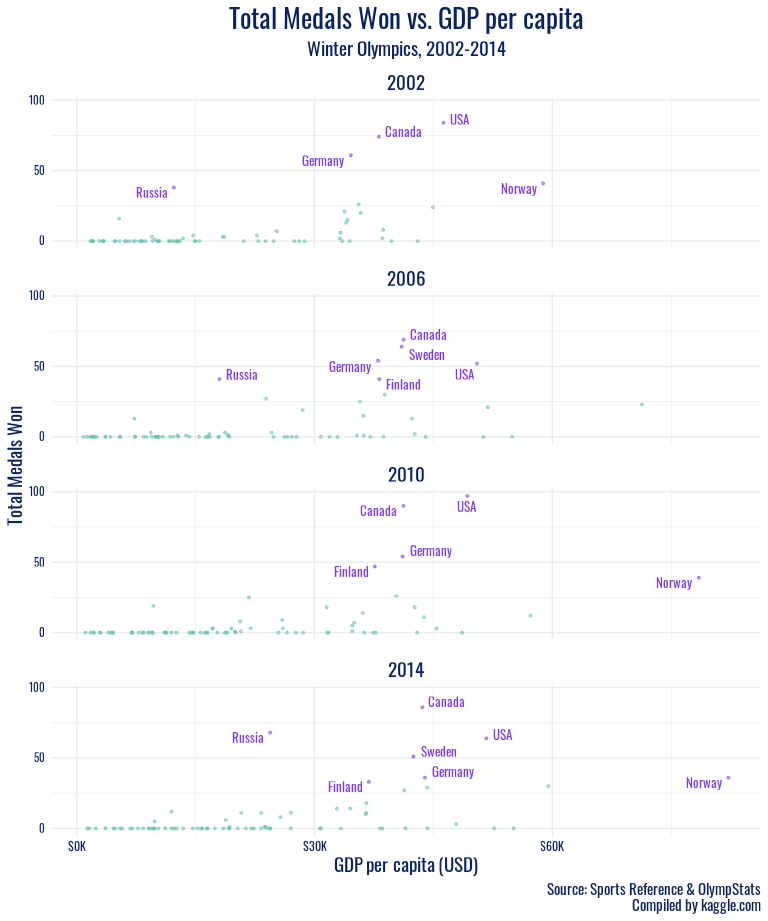 Total Medals Won vs. GDP per capita
Winter Olympics, 2002-2014
2002
100
USA
Canada
Germany
50
Russia
Norway
0
2006
100
Canada
Sweden
Germany
50
USA
Russia
Finland
0
Total Medals Won
2010
100
Canada
USA
Germany
50
Finland
Norway
0
2014
100
Canada
Russia
USA
Sweden
50
Germany
Finland
Norway
0
$0K
$30K
$60K
GDP per capita (USD)
Source: Sports Reference & OlympStats
Compiled by kaggle.com